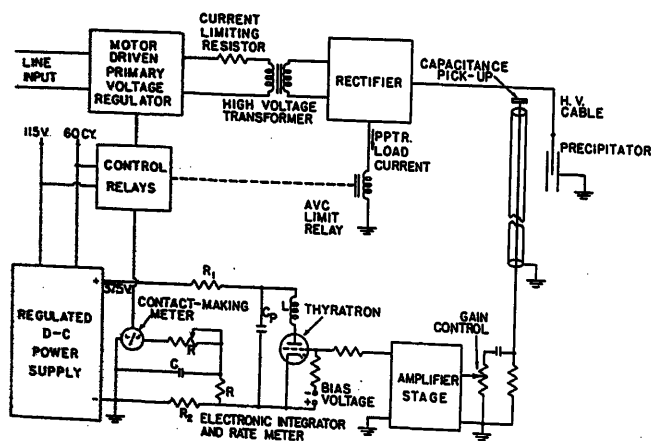 CURRENT
LIMITING
RESISTOR
MOTOR
DRIVEN
PRIMARY
VOLTAGE
REGULATOR
LINE
INPUT
HIGH VOLTAGE
TRANSFORMER
RECTIFIER
CAPACITANCE
PICK-UP
H.V.
CABLE
PRECIPITATOR
115V.
60CY.
CONTROL
RELAYS
PPTR.
LOAD
CURRENT
AVC
LIMIT
RELAY
REGULATED
D-C
POWER
SUPPLY
+
375V.
-
R1
CONTACT-MAKING
METER
CP
L
THYRATRON
R
C
R
R2
BIAS
VOLTAGE
+
-
ELECTRONIC INTEGRATOR
AND RATE METER
AMPLIFIER
STAGE
GAIN
CONTROL